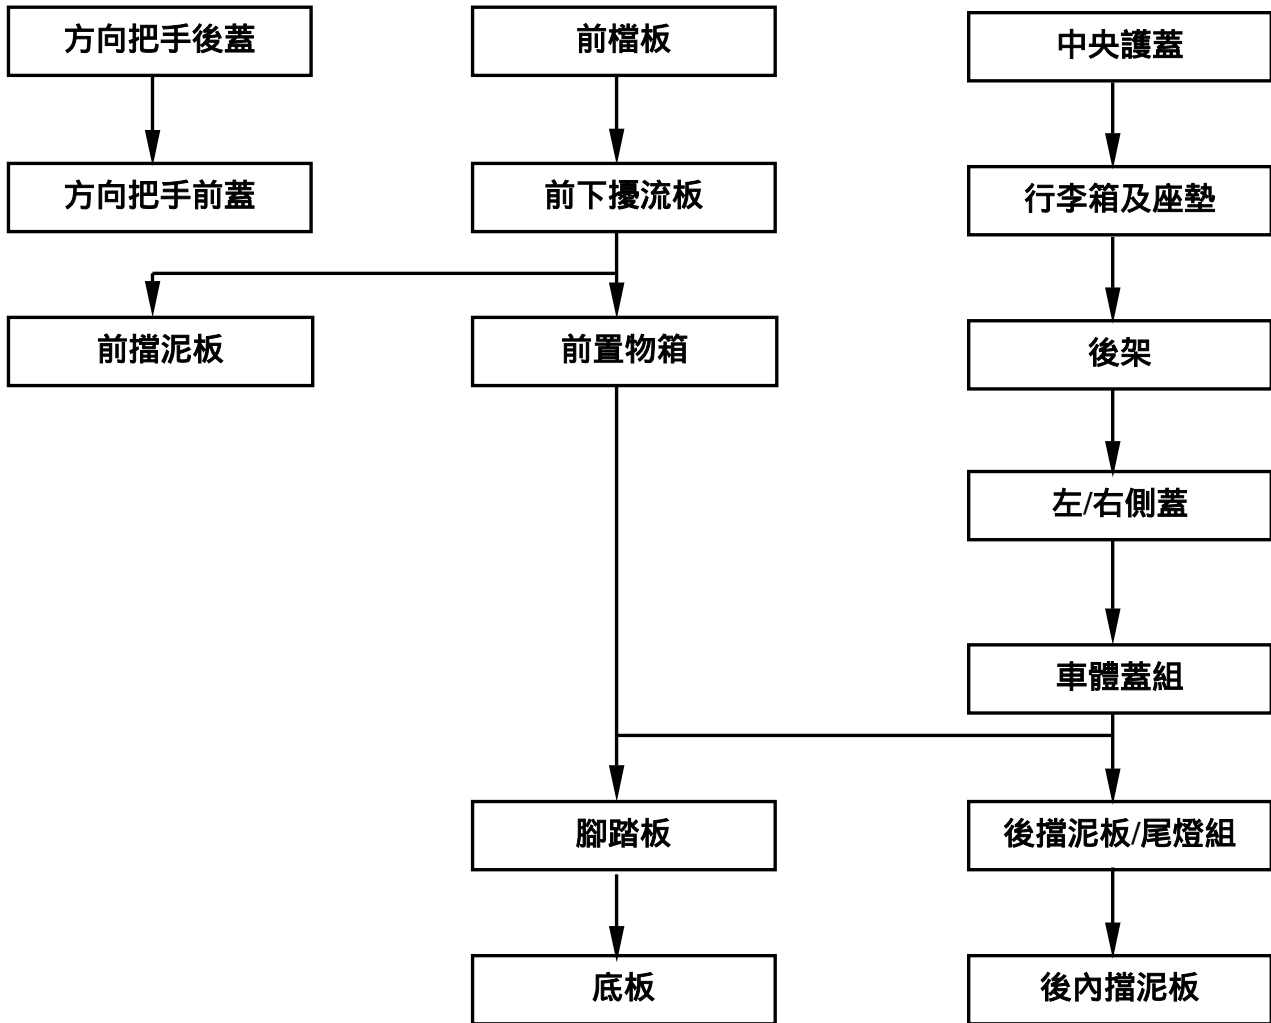 方向把手後蓋
前檔板
中央護蓋
方向把手前蓋
前下擾流板
行李箱及座墊
前擋泥板
前置物箱
後架
左/右側蓋
車體蓋組
腳踏板
後擋泥板/尾燈組
底板
後內擋泥板